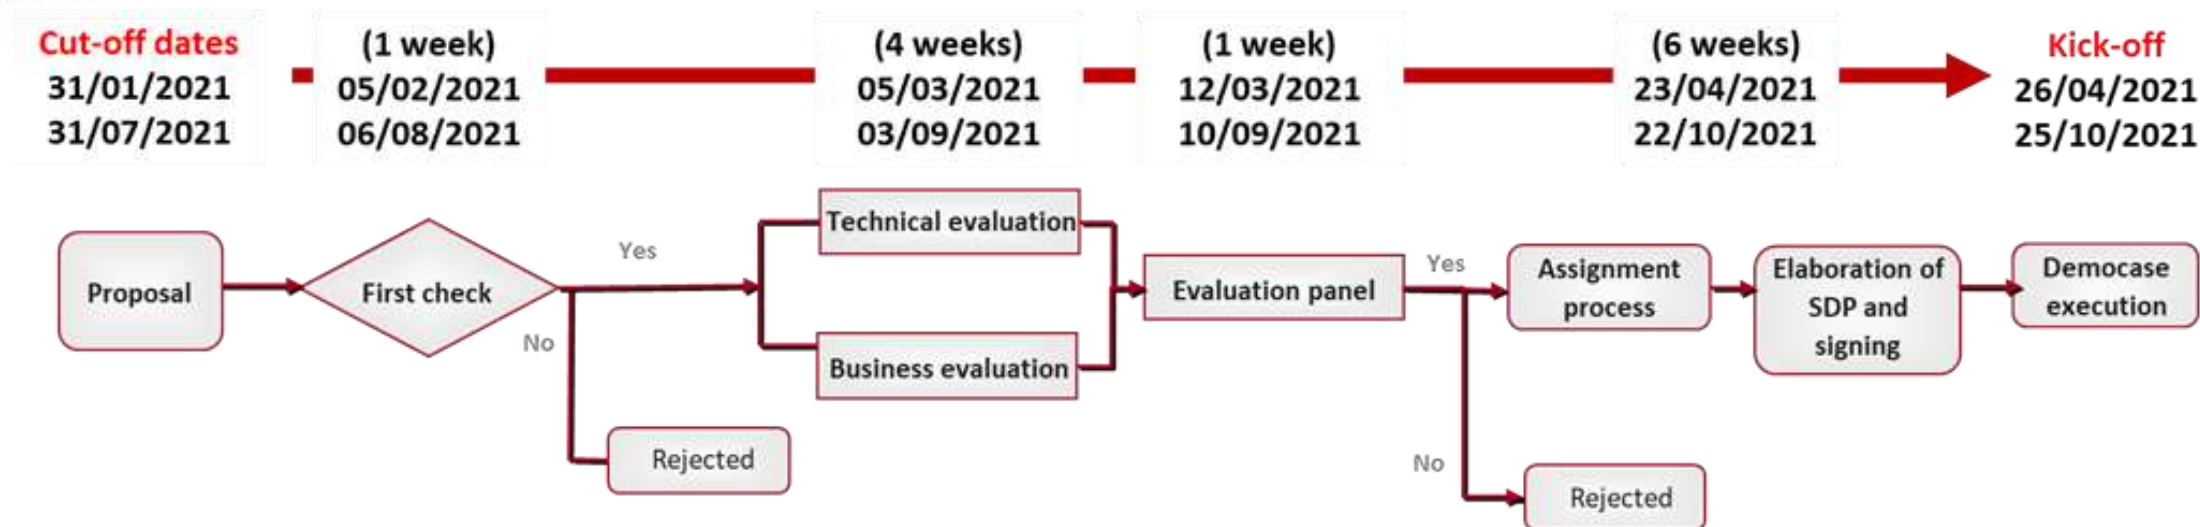 Cut-off dates
31/01/2021
31/07/2021
(1 week)
05/02/2021
06/08/2021
(4 weeks)
05/03/2021
03/09/2021
(1 week)
12/03/2021
10/09/2021
(6 weeks)
23/04/2021
22/10/2021
Kick-off
26/04/2021
25/10/2021
Proposal
First check
Yes
No
Rejected
Technical evaluation
Business evaluation
Evaluation panel
Yes
No
Rejected
Assignment
process
Elaboration of
SDP and
signing
Democase
execution